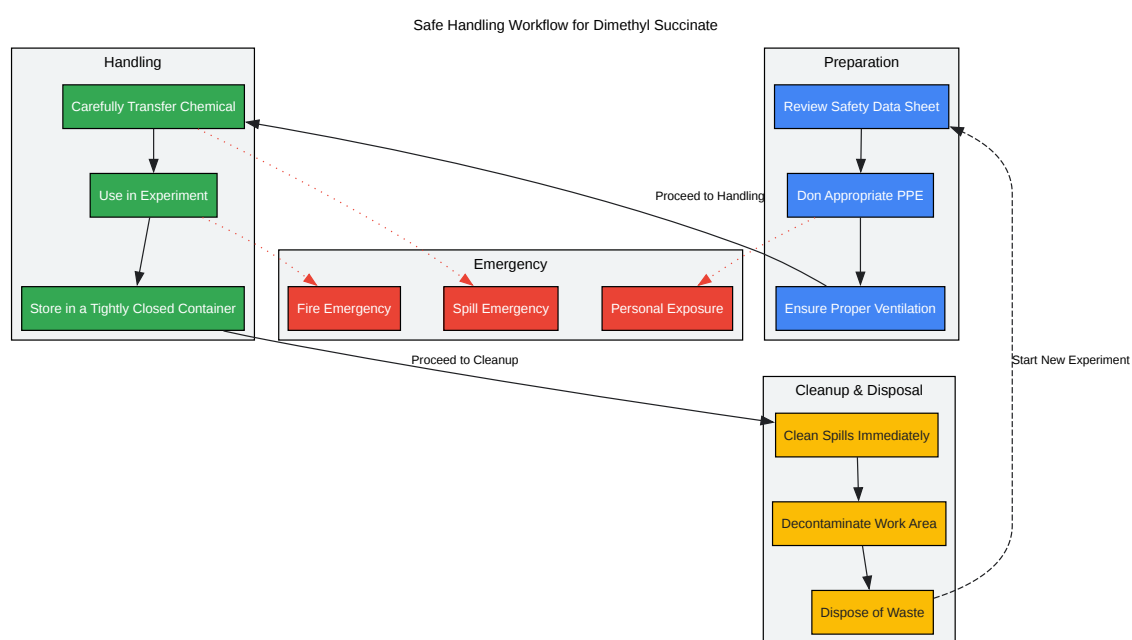 Safe Handling Workflow for Dimethyl Succinate
Handling
Carefully Transfer Chemical
Use in Experiment
Store in a Tightly Closed Container
Preparation
Review Safety Data Sheet
Don Appropriate PPE
Ensure Proper Ventilation
Proceed to Handling
Emergency
Fire Emergency
Spill Emergency
Personal Exposure
Proceed to Cleanup
Start New Experiment
Cleanup & Disposal
Clean Spills Immediately
Decontaminate Work Area
Dispose of Waste